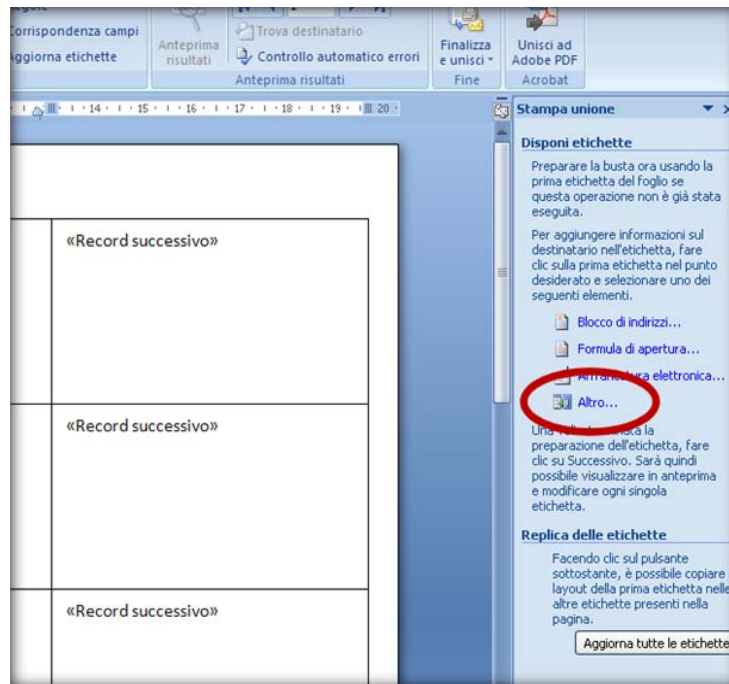 Corrispondenza campi
Aggiorna etichette
Anteprima
risultati
Trova destinatario
Controllo automatico errori
Anteprima risultati
Finalizza
e unisci
Fine
Unisci ad
Adobe PDF
Acrobat
14 15 16 17 18 19 20
Stampa unione
Disponi etichette
Preparare la busta ora usando la
prima etichetta del foglio se
questa operazione non è già stata
eseguita.
Per aggiungere informazioni sul
destinatario nell'etichetta, fare
clic sulla prima etichetta nel punto
desiderato e selezionare uno dei
seguenti elementi.
Blocco di indirizzi...
Formula di apertura...
elettronica...
Altro...
Una la
preparazione dell'etichetta, fare
clic su Successivo. Sarà quindi
possibile visualizzare in anteprima
e modificare ogni singola
etichetta.
Replica delle etichette
Facendo clic sul pulsante
sottostante, è possibile copiare
layout della prima etichetta nelle
altre etichette presenti nella
pagina.
Aggiorna tutte le etichette
«Record successivo»
«Record successivo»
«Record successivo»